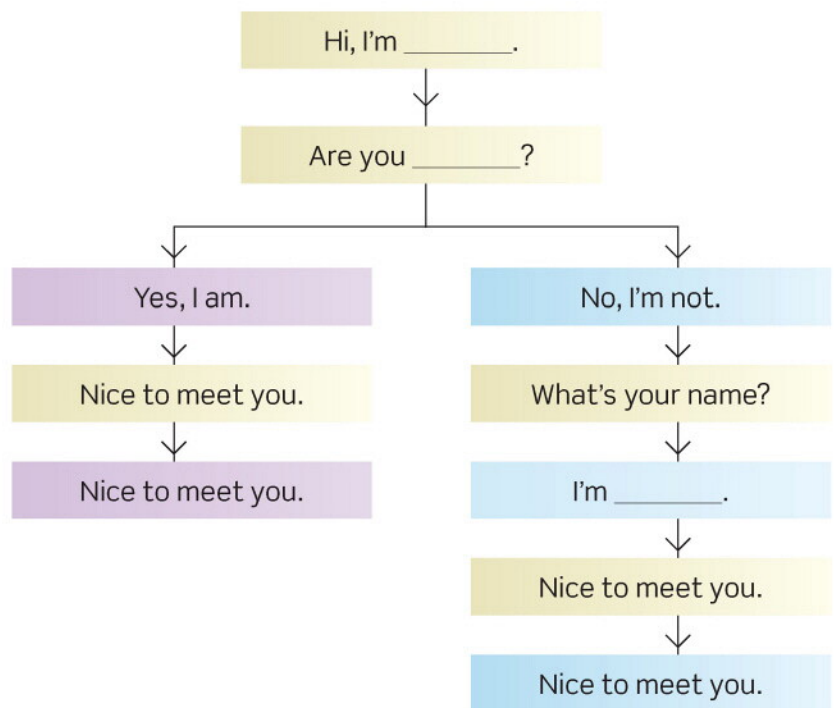 Hi, I'm ________.
Are you ________?
Yes, I am.
Nice to meet you.
Nice to meet you.
No, I'm not.
What's your name?
I'm ________.
Nice to meet you.
Nice to meet you.